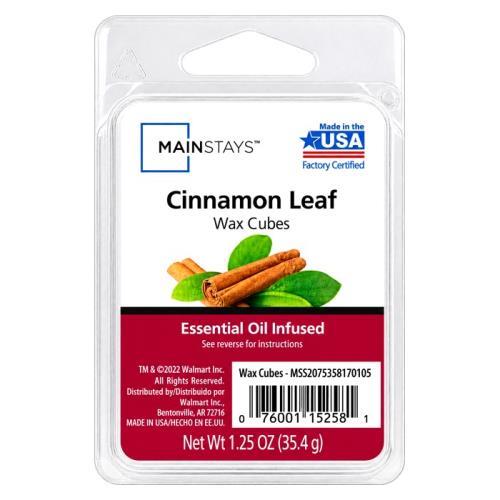 MAINSTAYS™
Made in the
USA
Factory Certified
Cinnamon Leaf
Wax Cubes
Essential Oil Infused
See reverse for instructions
TM & ©2022 Walmart Inc.
All Rights Reserved.
Distributed by/Distribuido por
Walmart Inc.,
Bentonville, AR 72716
MADE IN USA/HECHO EN EE.UU.
Wax Cubes - MSS2075358170105
0 76001 15258 1
Net Wt 1.25 OZ (35.4 g)